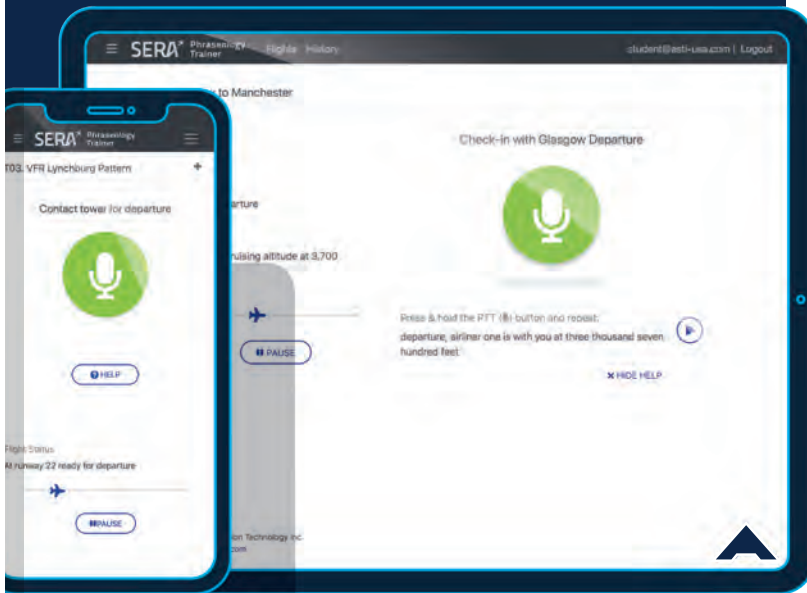 SERA Phraseology
Trainer
Flights History
student@esti-usa.com | Logout
to Manchester
Check-in with Glasgow Departure
arture
ruising altitude at 3,700
PAUSE
Press & hold the PTT ( ) button and repeat:
departure, airliner one is with you at three thousand seven
hundred feet
HIDE HELP
ion Technology Inc.
.com
SERA Phraseology
Trainer
T03. VFR Lynchburg Pattern +
Contact tower for departure
HELP
Flight Status
At runway 22 ready for departure
PAUSE